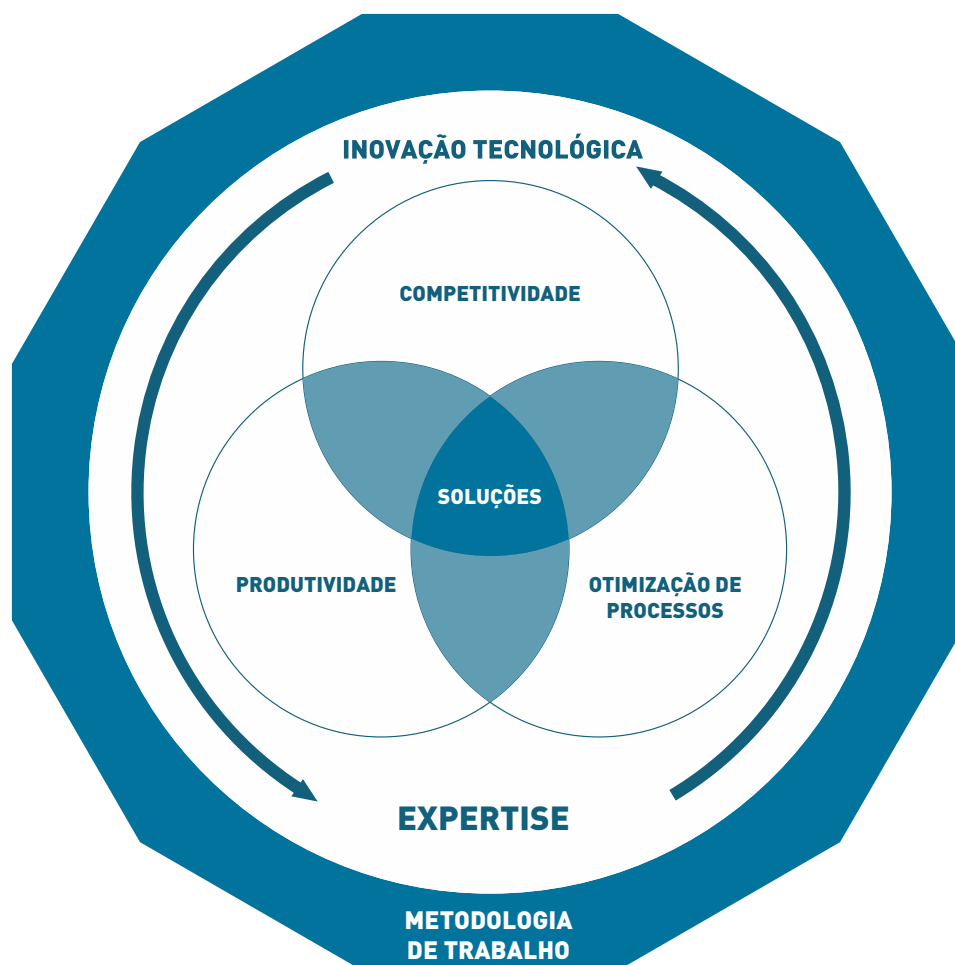 INOVAÇÃO TECNOLÓGICA
COMPETITIVIDADE
SOLUÇÕES
PRODUTIVIDADE
OTIMIZAÇÃO DE
PROCESSOS
EXPERTISE
METODOLOGIA
DE TRABALHO